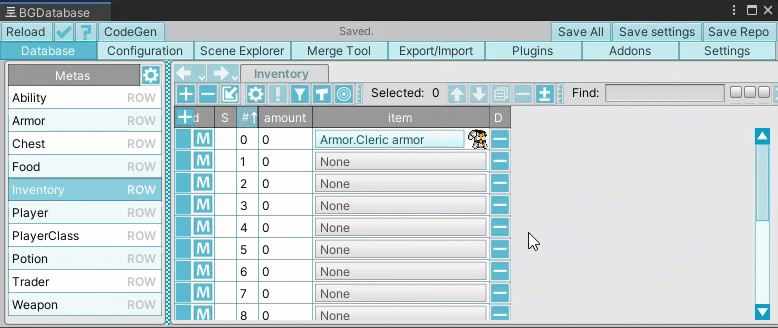 BGDatabase
Reload ? CodeGen Saved. Save All Save settings Save Repo
Database Configuration Scene Explorer Merge Tool Export/Import Plugins Addons Settings
Metas
Ability ROW
Armor ROW
Chest ROW
Food ROW
Inventory ROW
Player ROW
PlayerClass ROW
Potion ROW
Trader ROW
Weapon ROW
Inventory
Selected: 0 Find:
d S #↑ amount item D
M 0 0 Armor.Cleric armor
M 1 0 None
M 2 0 None
M 3 0 None
M 4 0 None
M 5 0 None
M 6 0 None
M 7 0 None
M 8 0 None